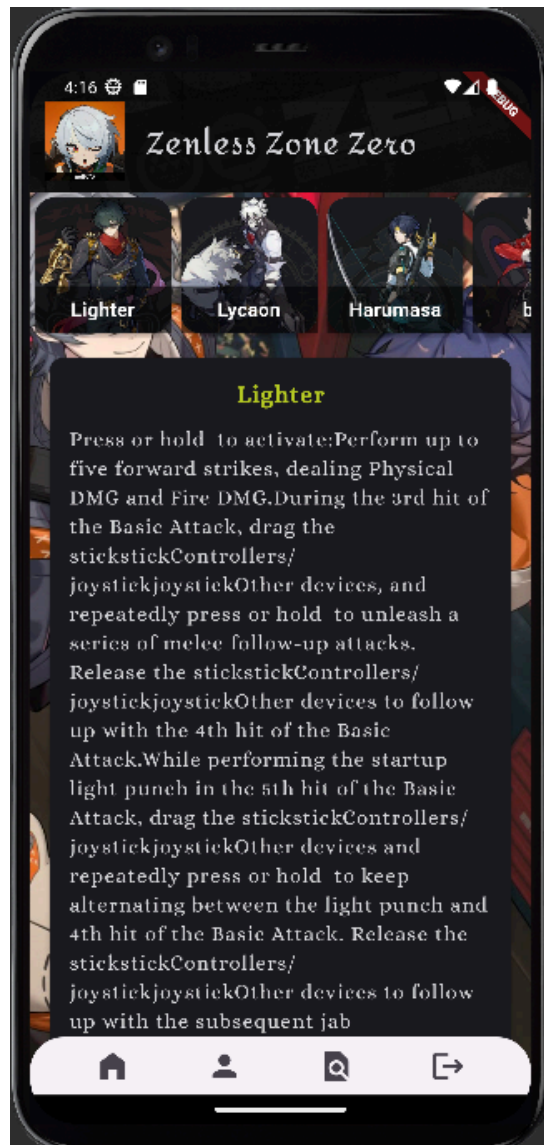 4:16
DEBUG
Zenless Zone Zero
Lighter
Lycaon
Harumasa
b
Lighter
Press or hold  to activate:Perform up to
five forward strikes, dealing Physical
DMG and Fire DMG.During the 3rd hit of
the Basic Attack, drag the
stickstickControllers/
joystickjoystickOther devices, and
repeatedly press or hold  to unleash a
series of melee follow-up attacks.
Release the stickstickControllers/
joystickjoystickOther devices to follow
up with the 4th hit of the Basic
Attack.While performing the startup
light punch in the 5th hit of the Basic
Attack, drag the stickstickControllers/
joystickjoystickOther devices and
repeatedly press or hold  to keep
alternating between the light punch and
4th hit of the Basic Attack. Release the
stickstickControllers/
joystickjoystickOther devices to follow
up with the subsequent jab